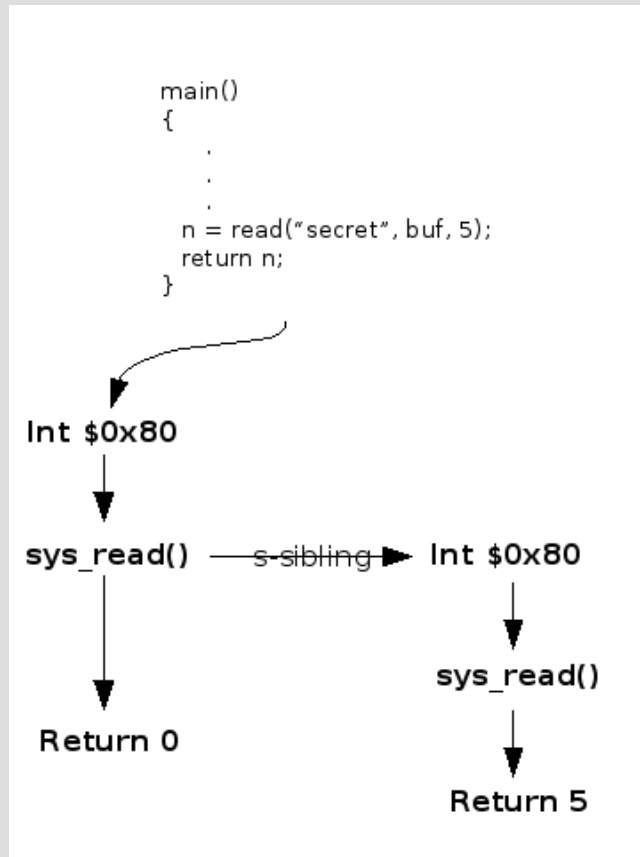 main()
{
.
.
.
n = read(“secret”, buf, 5);
return n;
}
Int $0x80
sys_read()
s-sibling
Int $0x80
sys_read()
Return 0
Return 5